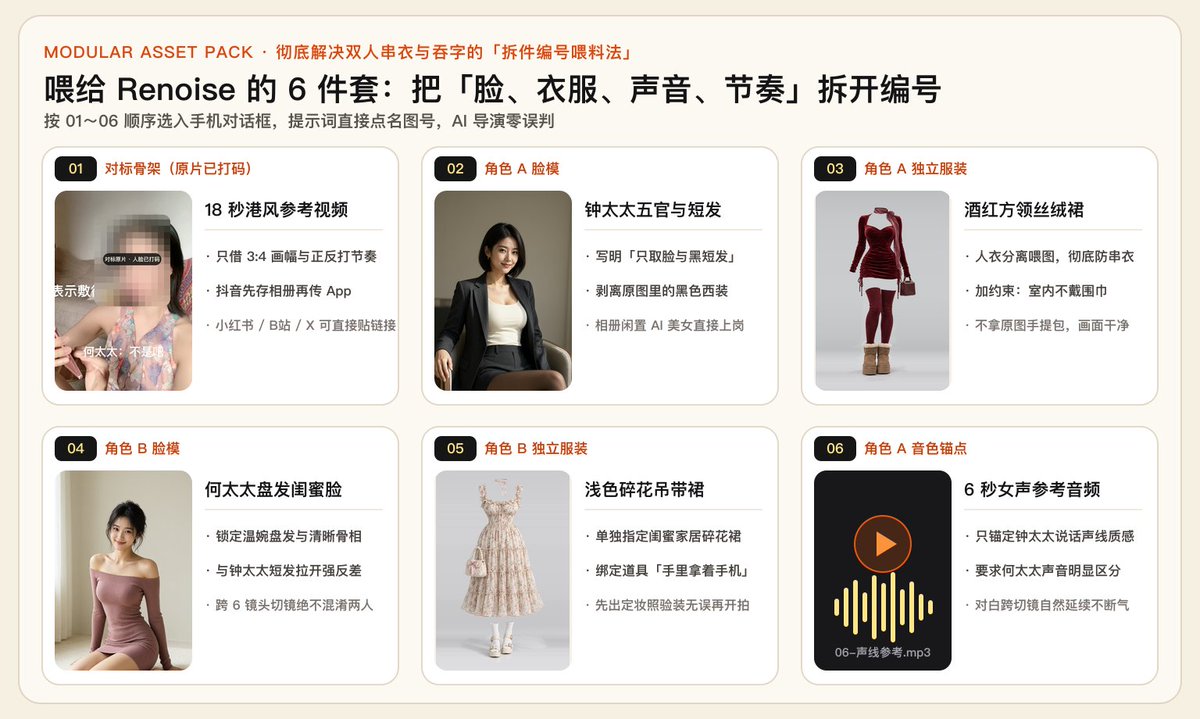 MODULAR ASSET PACK · 彻底解决双人串衣与吞字的「拆件编号喂料法」
喂给 Renoise 的 6 件套：把「脸、衣服、声音、节奏」拆开编号
按 01～06 顺序选入手机对话框，提示词直接点名图号，AI 导演零误判
01 对标骨架（原片已打码）
对标原片 · 人脸已打码
表示敷衍
何太太：不是吧
18 秒港风参考视频
· 只借 3:4 画幅与正反打节奏
· 抖音先存相册再传 App
· 小红书 / B站 / X 可直接贴链接
02 角色 A 脸模
钟太太五官与短发
· 写明「只取脸与黑短发」
· 剥离原图里的黑色西装
· 相册闲置 AI 美女直接上岗
03 角色 A 独立服装
酒红方领丝绒裙
· 人衣分离喂图，彻底防串衣
· 加约束：室内不戴围巾
· 不拿原图手提包，画面干净
04 角色 B 脸模
何太太盘发闺蜜脸
· 锁定温婉盘发与清晰骨相
· 与钟太太短发拉开强反差
· 跨 6 镜头切镜绝不混淆两人
05 角色 B 独立服装
浅色碎花吊带裙
· 单独指定闺蜜家居碎花裙
· 绑定道具「手里拿着手机」
· 先出定妆照验装无误再开拍
06 角色 A 音色锚点
06-声线参考.mp3
6 秒女声参考音频
· 只锚定钟太太说话声线质感
· 要求何太太声音明显区分
· 对白跨切镜自然延续不断气